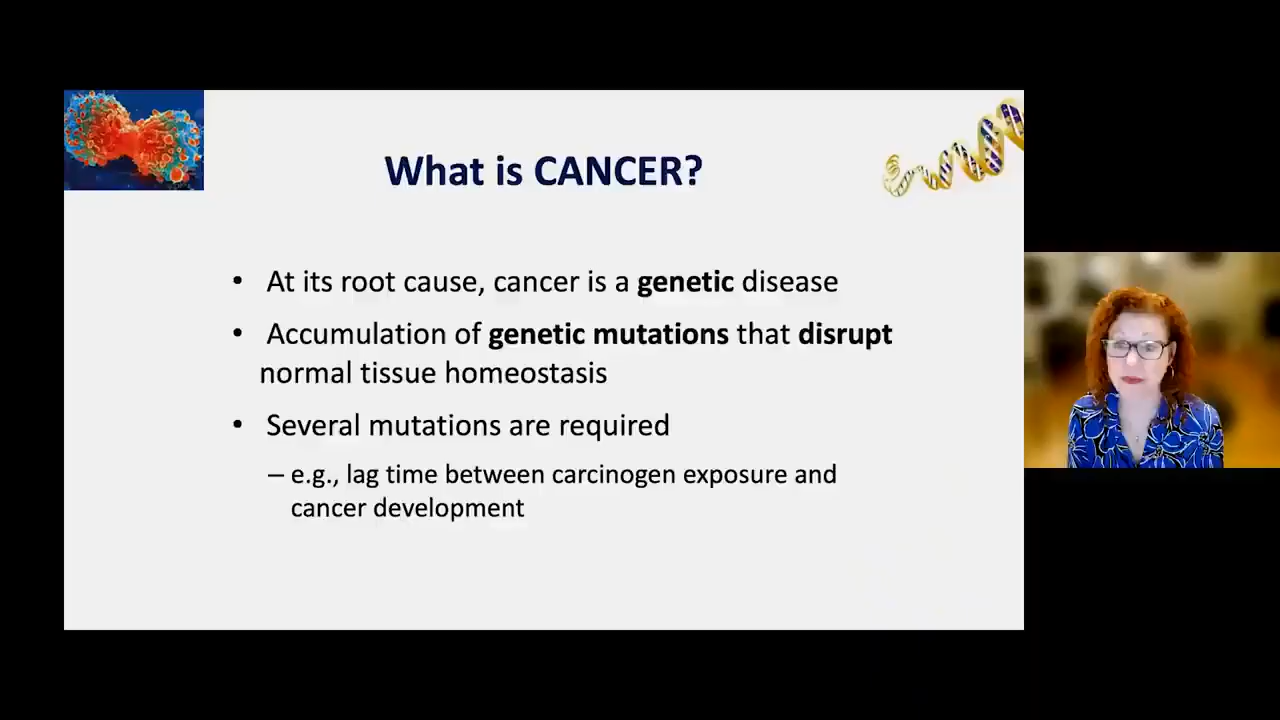 What is CANCER?
• At its root cause, cancer is a genetic disease
• Accumulation of genetic mutations that disrupt
normal tissue homeostasis
• Several mutations are required
– e.g., lag time between carcinogen exposure and
cancer development